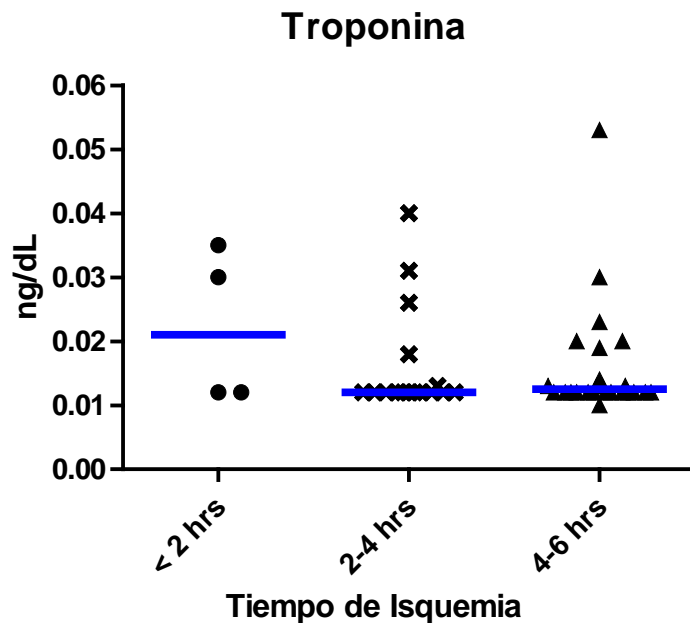 Troponina
0.06
0.05
0.04
0.03
0.02
0.01
0.00
ng/dL
< 2 hrs
2-4 hrs
4-6 hrs
Tiempo de Isquemia